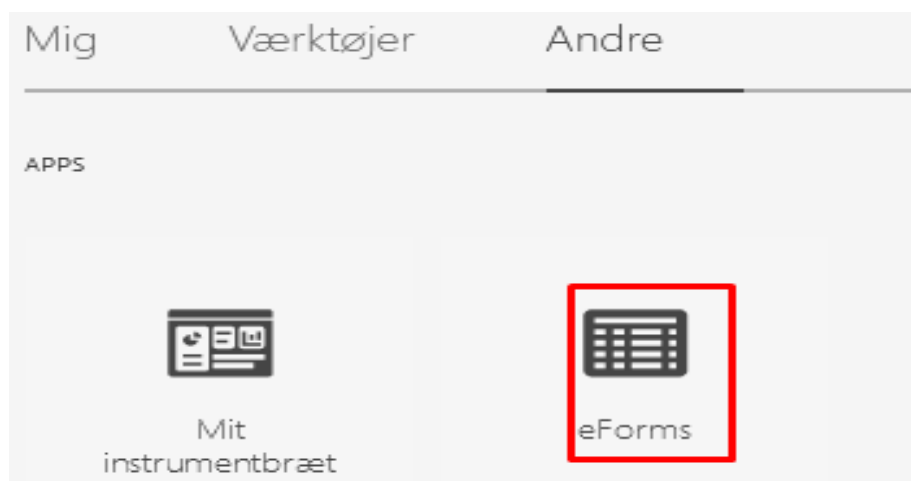 Mig Værktøjer Andre
APPS
Mit
instrumentbræt
eForms